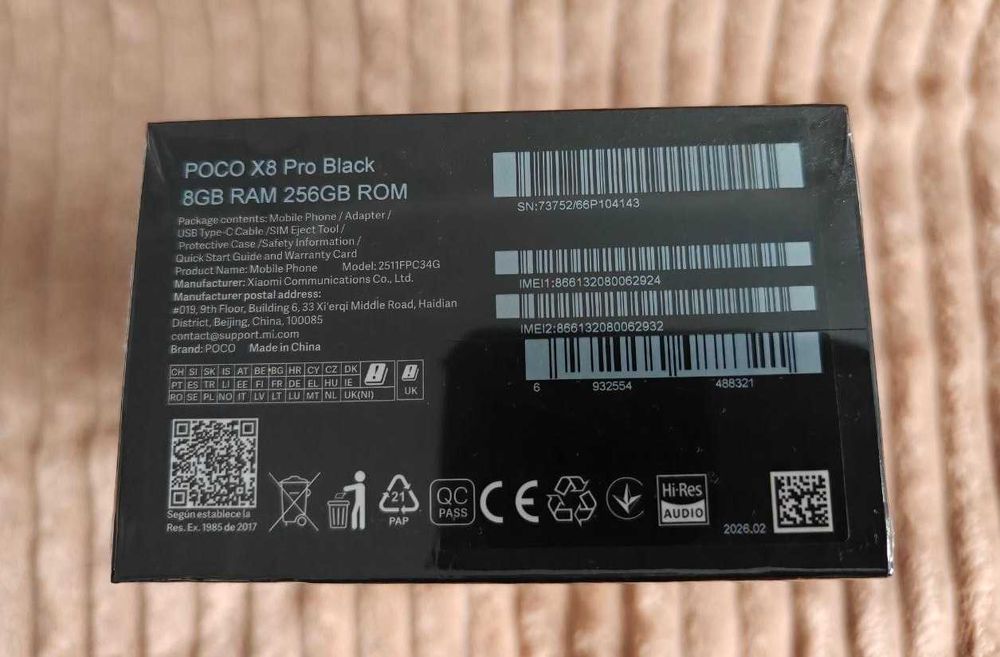 POCO X8 Pro Black
8GB RAM 256GB ROM
Package contents: Mobile Phone / Adapter /
USB Type-C Cable /SIM Eject Tool /
Protective Case /Safety Information /
Quick Start Guide and Warranty Card
Product Name: Mobile Phone Model: 2511FPC34G
Manufacturer: Xiaomi Communications Co., Ltd.
Manufacturer postal address:
#019, 9th Floor, Building 6, 33 Xi'erqi Middle Road, Haidian
District, Beijing, China, 100085
contact@support.mi.com
Brand: POCO Made in China
CH SI SK IS AT BE BG HR CY CZ DK
PT ES TR LI EE FI FR DE EL HU IE
RO SE PL NO IT LV LT LU MT NL UK(NI)
UK
SN:73752/66P104143
IMEI1:866132080062924
IMEI2:866132080062932
6 932554 488321
Según establece la
Res. Ex. 1985 de 2017
21
PAP
QC
PASS
CE
Hi-Res
AUDIO
2026.02